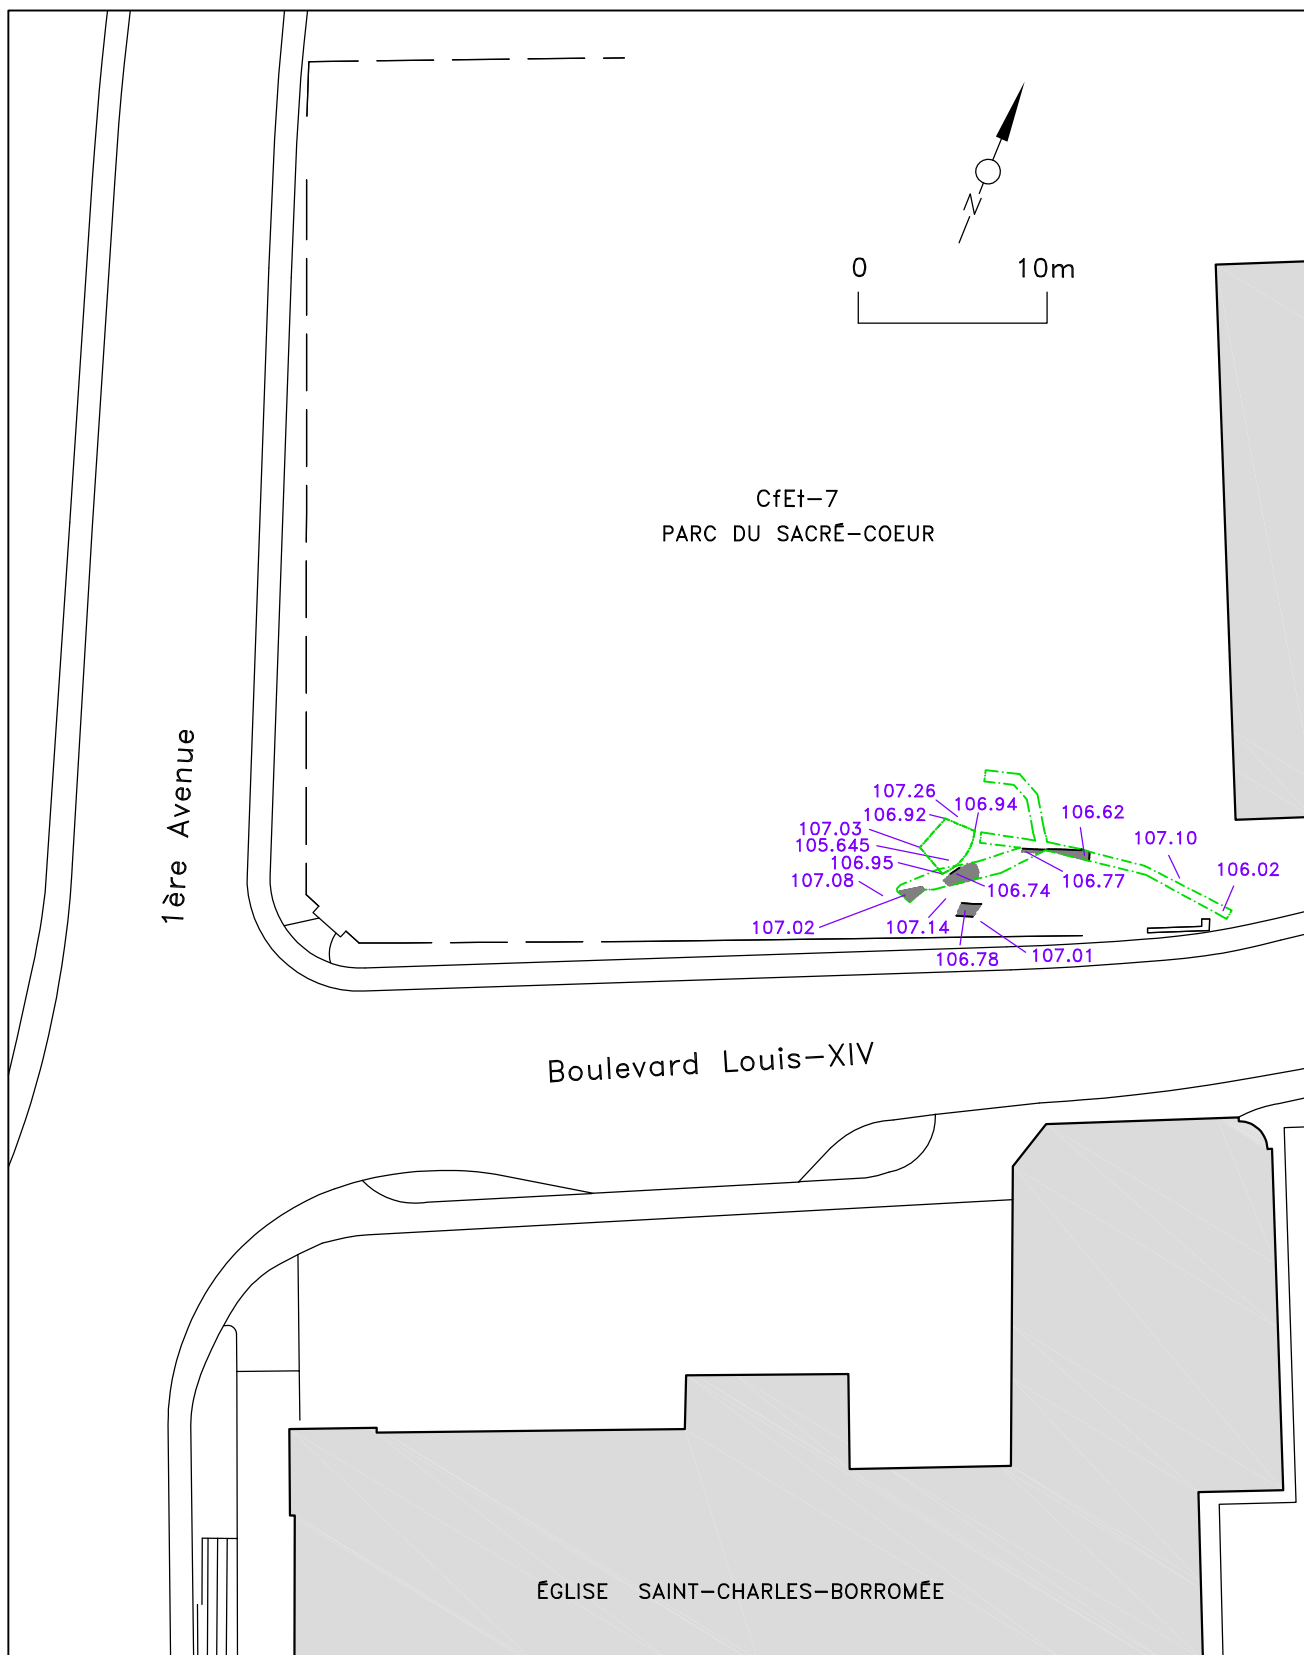 N
0 10m
CfEt-7
PARC DU SACRÉ-COEUR
1ère Avenue
107.26
106.94
106.92
106.62
107.03
107.10
105.645
106.95
106.02
107.08
106.74
106.77
107.02
107.14
106.78
107.01
Boulevard Louis-XIV
ÉGLISE SAINT-CHARLES-BORROMÉE